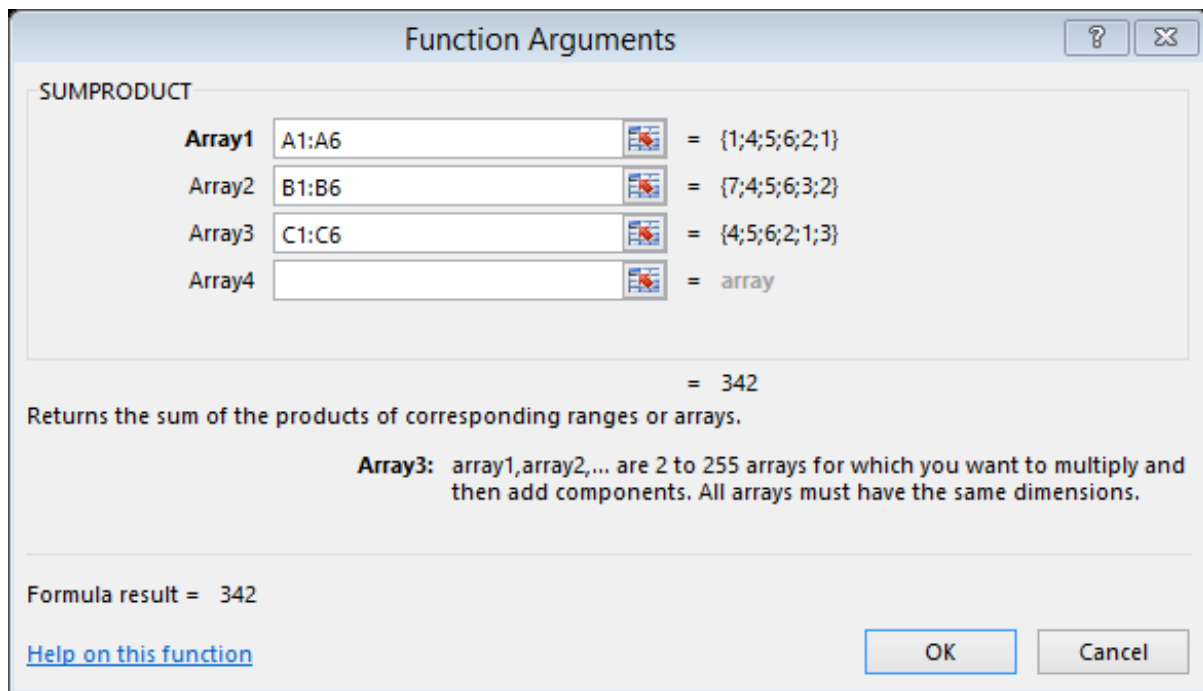 Function Arguments
SUMPRODUCT
Array1 A1:A6 = {1;4;5;6;2;1}
Array2 B1:B6 = {7;4;5;6;3;2}
Array3 C1:C6 = {4;5;6;2;1;3}
Array4 = array
= 342
Returns the sum of the products of corresponding ranges or arrays.
Array3: array1,array2,... are 2 to 255 arrays for which you want to multiply and
then add components. All arrays must have the same dimensions.
Formula result = 342
Help on this function OK Cancel